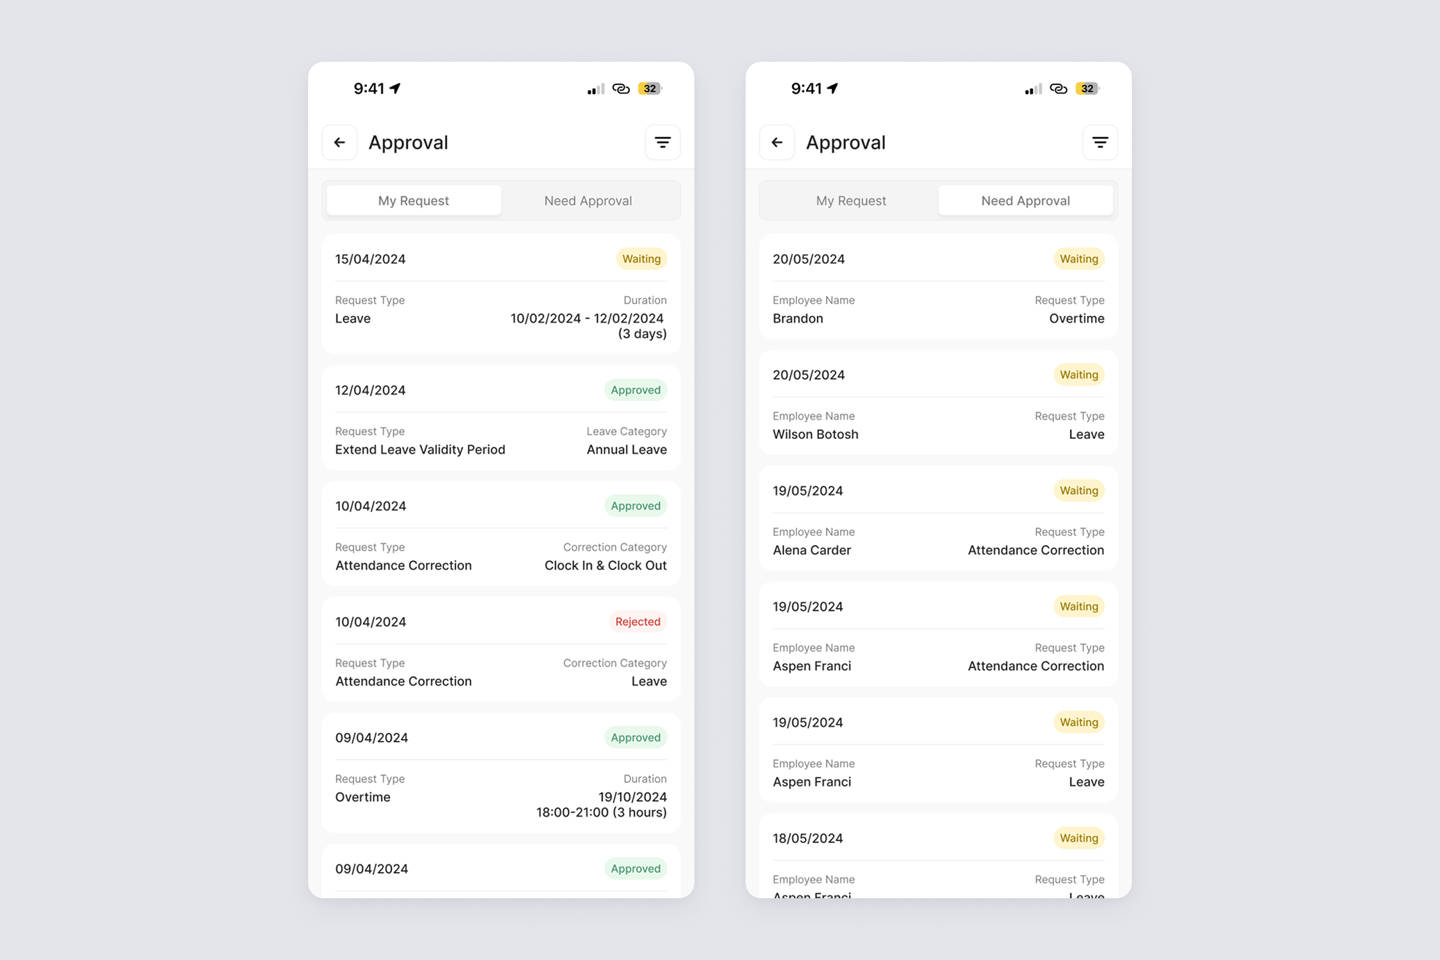 9:41
32
Approval
My Request
Need Approval
15/04/2024
Waiting
Request Type
Duration
Leave
10/02/2024 - 12/02/2024
(3 days)
12/04/2024
Approved
Request Type
Leave Category
Extend Leave Validity Period
Annual Leave
10/04/2024
Approved
Request Type
Correction Category
Attendance Correction
Clock In & Clock Out
10/04/2024
Rejected
Request Type
Correction Category
Attendance Correction
Leave
09/04/2024
Approved
Request Type
Duration
Overtime
19/10/2024
18:00-21:00 (3 hours)
09/04/2024
Approved
9:41
32
Approval
My Request
Need Approval
20/05/2024
Waiting
Employee Name
Request Type
Brandon
Overtime
20/05/2024
Waiting
Employee Name
Request Type
Wilson Botosh
Leave
19/05/2024
Waiting
Employee Name
Request Type
Alena Carder
Attendance Correction
19/05/2024
Waiting
Employee Name
Request Type
Aspen Franci
Attendance Correction
19/05/2024
Waiting
Employee Name
Request Type
Aspen Franci
Leave
18/05/2024
Waiting
Employee Name
Request Type
Aspen Franci
Leave